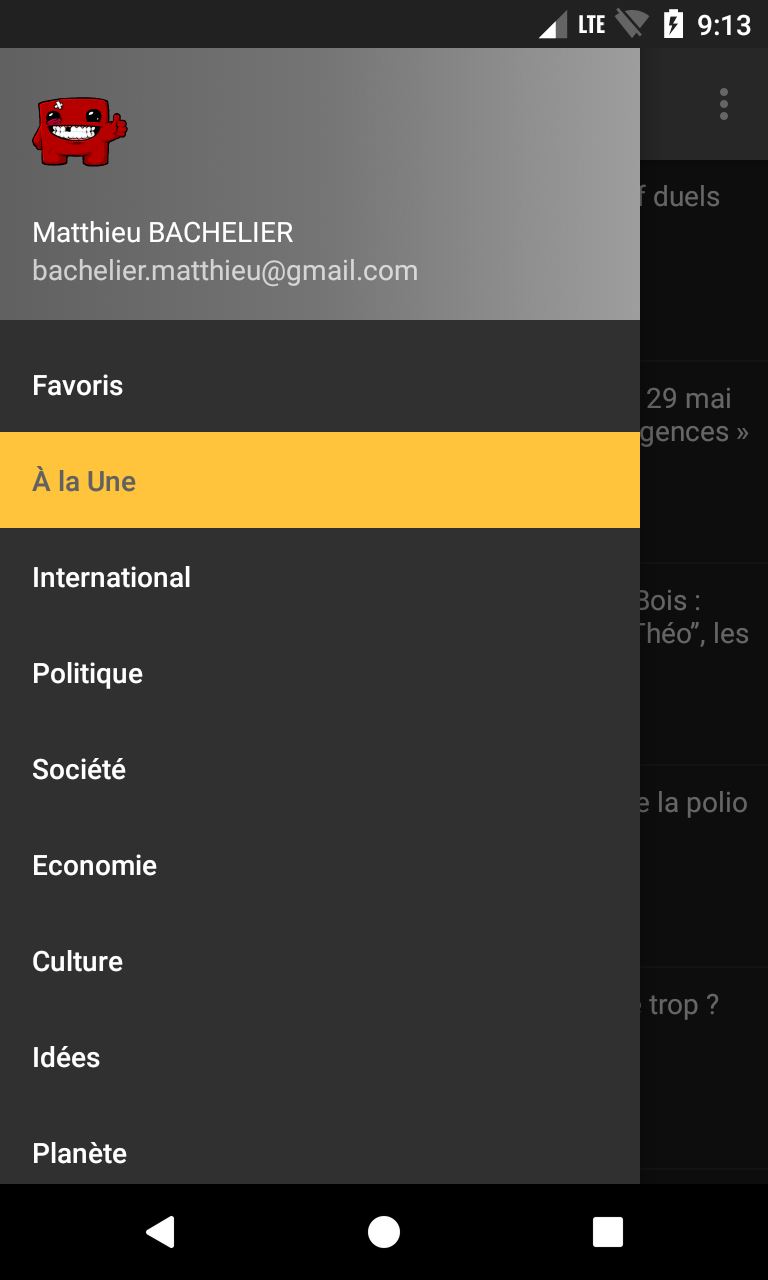 LTE 9:13
Matthieu BACHELIER
bachelier.matthieu@gmail.com
Favoris
À la Une
International
Politique
Société
Economie
Culture
Idées
Planète
duels
29 mai
»
Bois :
Théo”, les
la polio
trop ?